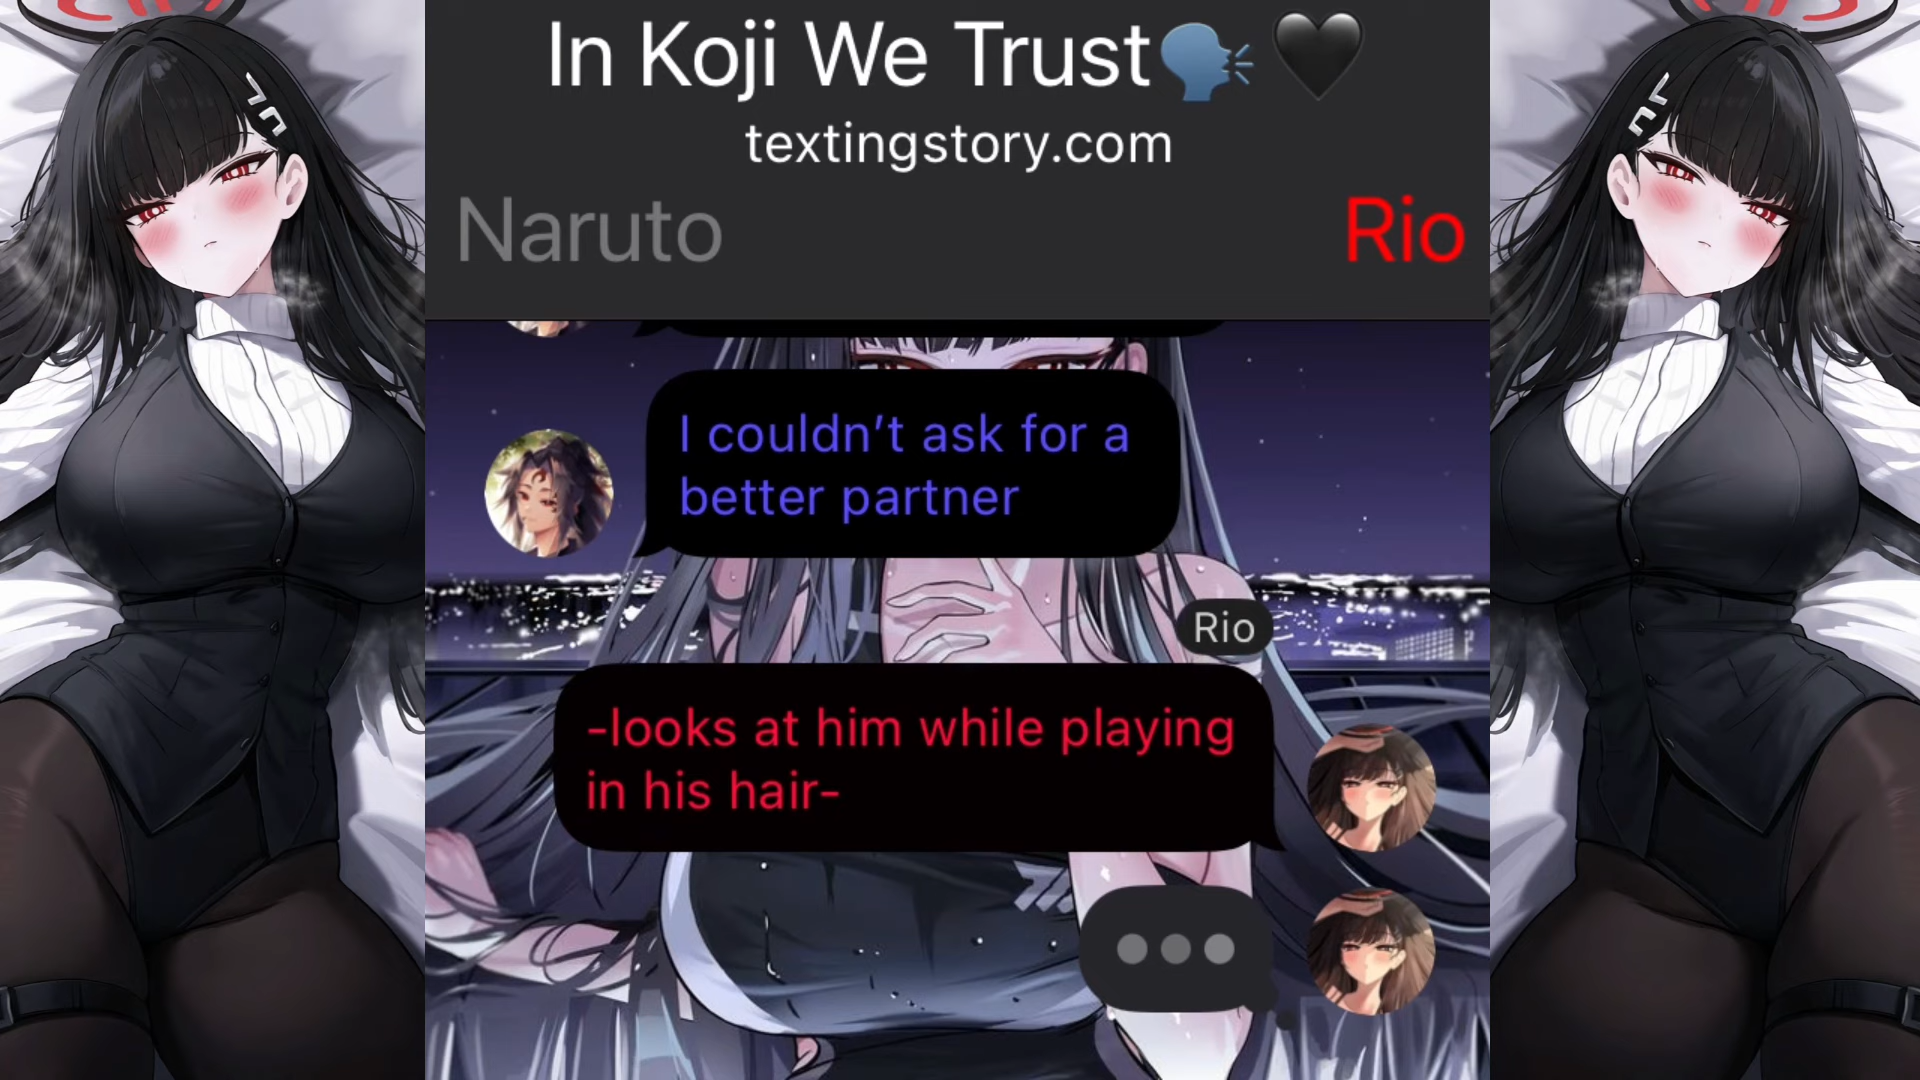 In Koji We Trust🗣️🖤
textingstory.com
Naruto
Rio
I couldn’t ask for a
better partner
Rio
-looks at him while playing
in his hair-